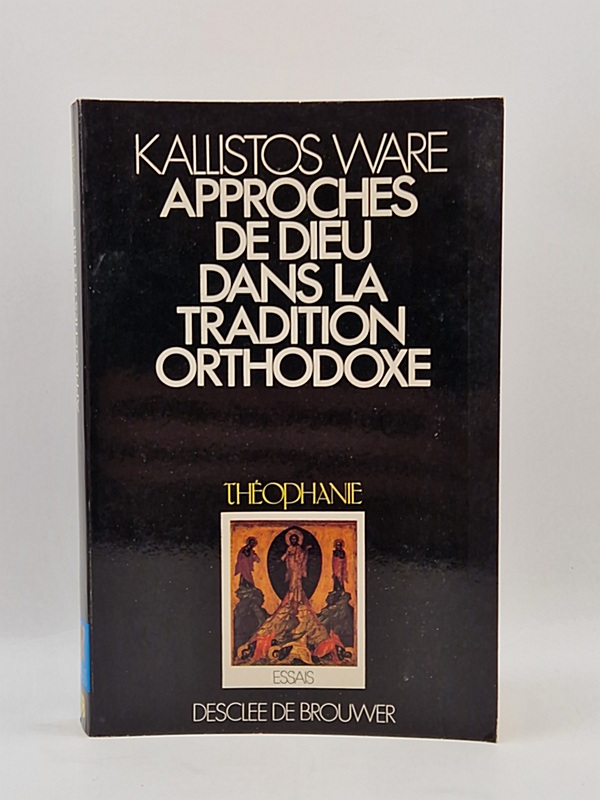 KALLISTOS WARE
APPROCHES
DE DIEU
DANS LA
TRADITION
ORTHODOXE
THÉOPHANIE
ESSAIS
DESCLEE DE BROUWER